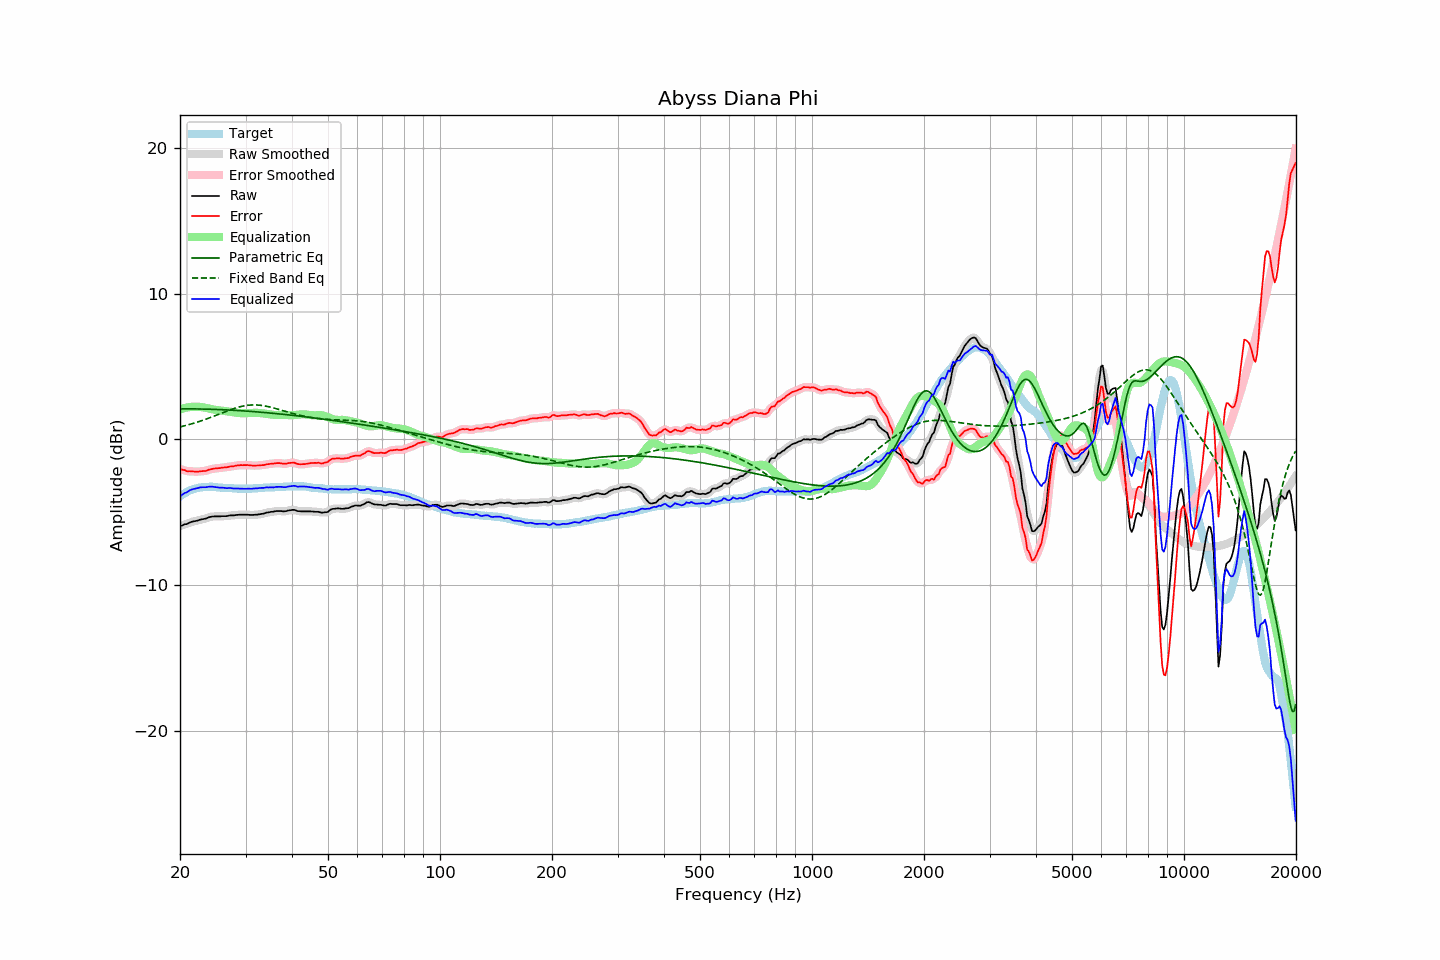 Abyss Diana Phi
Target
Raw Smoothed
Error Smoothed
Raw
Error
Equalization
Parametric Eq
Fixed Band Eq
Equalized
20
10
0
−10
−20
Amplitude (dBr)
20 50 100 200 500 1000 2000 5000 10000 20000
Frequency (Hz)